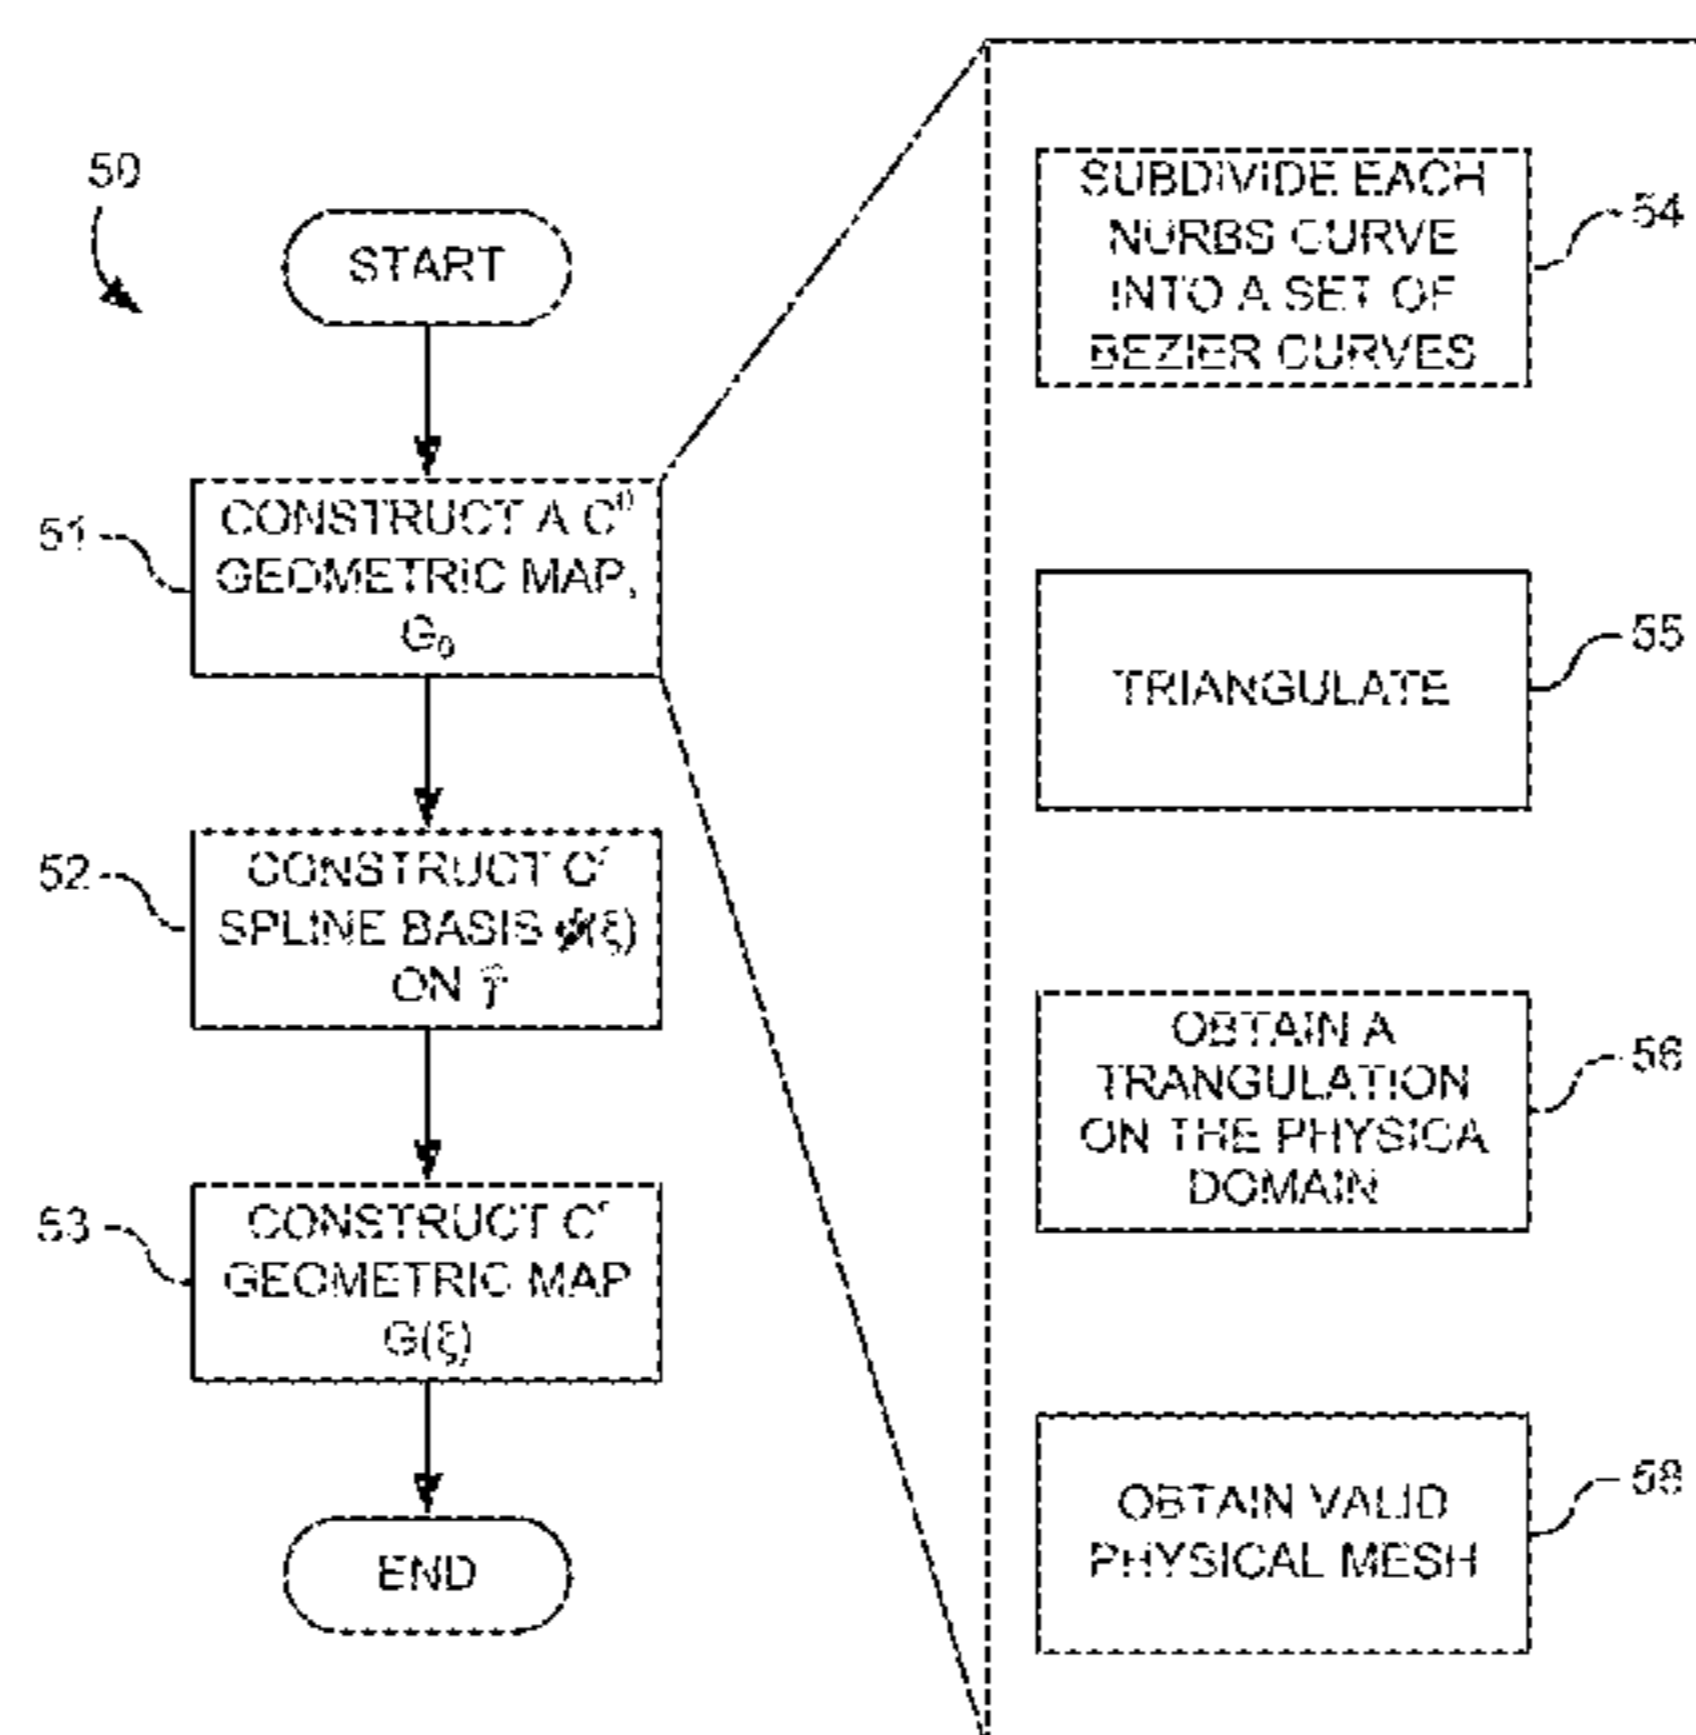 50
START
51
CONSTRUCT A C⁰
GEOMETRIC MAP,
G₀
52
CONSTRUCT Cʳ
SPLINE BASIS (ξ)
ON T̂
53
CONSTRUCT Cʳ
GEOMETRIC MAP
G(ξ)
END
SUBDIVIDE EACH
NURBS CURVE
INTO A SET OF
BEZIER CURVES
54
TRIANGULATE
55
OBTAIN A
TRANGULATION
ON THE PHYSICA
DOMAIN
56
OBTAIN VALID
PHYSICAL MESH
58